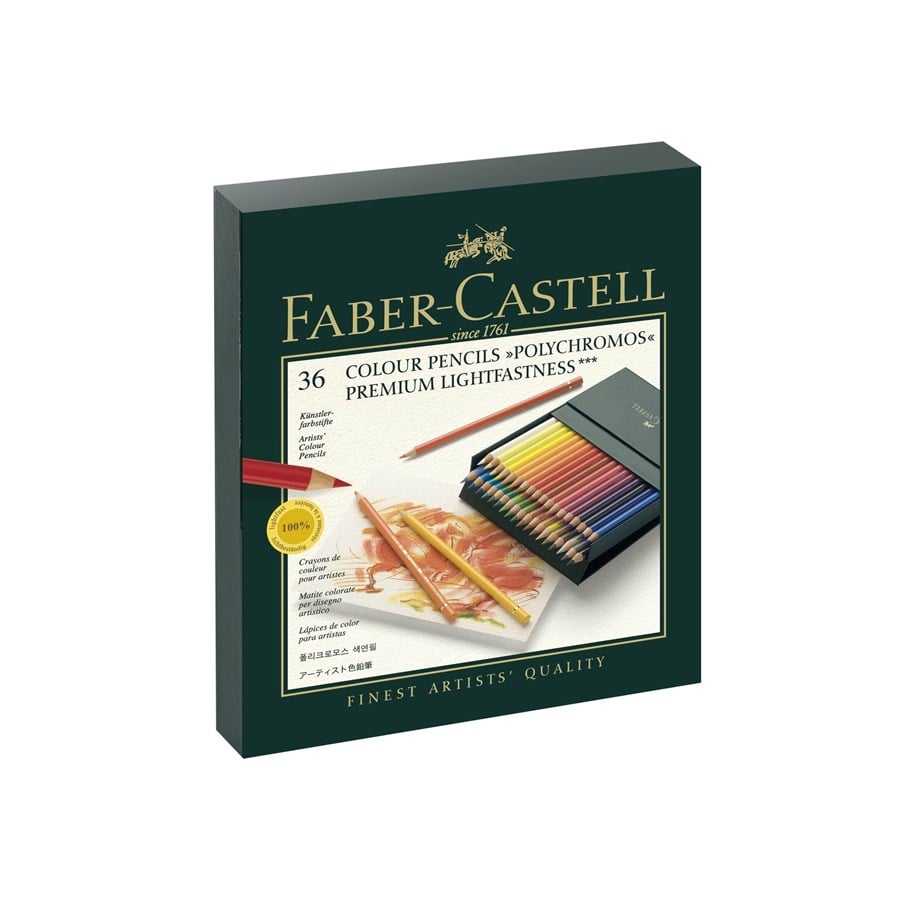 FABER-CASTELL
since 1761
36 COLOUR PENCILS »POLYCHROMOS«
PREMIUM LIGHTFASTNESS***
Künstler-
farbstifte
Artists'
Colour
Pencils
100%
lichtbeständig
lightfast
Crayons de
couleur
pour artistes
Matite colorate
per disegno
artistico
Lápices de color
para artistas
폴리크로모스 색연필
アーティスト色鉛筆
FINEST ARTISTS' QUALITY